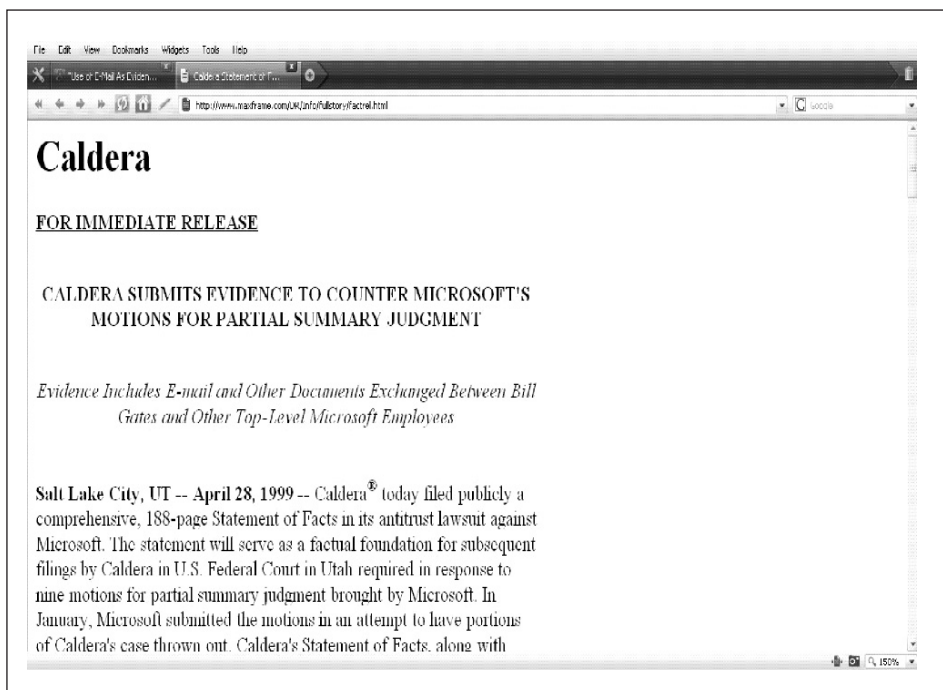 File Edit View Bookmarks Widgets Tools Help
"Use of E-Mail As Eviden... Caldera Statement of F...
http://www.maxframe.com/UK/Info/fullstory/factrel.html Google
Caldera
FOR IMMEDIATE RELEASE
CALDERA SUBMITS EVIDENCE TO COUNTER MICROSOFT'S
MOTIONS FOR PARTIAL SUMMARY JUDGMENT
Evidence Includes E-mail and Other Documents Exchanged Between Bill
Gates and Other Top-Level Microsoft Employees
Salt Lake City, UT -- April 28, 1999 -- Caldera® today filed publicly a
comprehensive, 188-page Statement of Facts in its antitrust lawsuit against
Microsoft. The statement will serve as a factual foundation for subsequent
filings by Caldera in U.S. Federal Court in Utah required in response to
nine motions for partial summary judgment brought by Microsoft. In
January, Microsoft submitted the motions in an attempt to have portions
of Caldera's case thrown out. Caldera's Statement of Facts, along with
150%